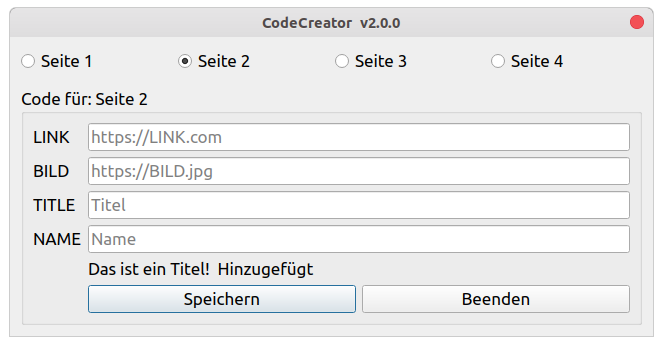 CodeCreator v2.0.0
Seite 1 Seite 2 Seite 3 Seite 4
Code für: Seite 2
LINK https://LINK.com
BILD https://BILD.jpg
TITLE Titel
NAME Name
Das ist ein Titel! Hinzugefügt
Speichern Beenden